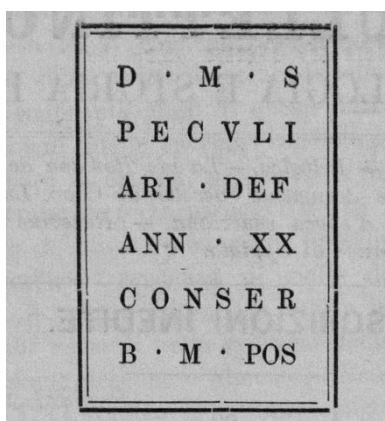 D · M · S
PECVLI
ARI · DEF
ANN · XX
CONSER
B · M · POS